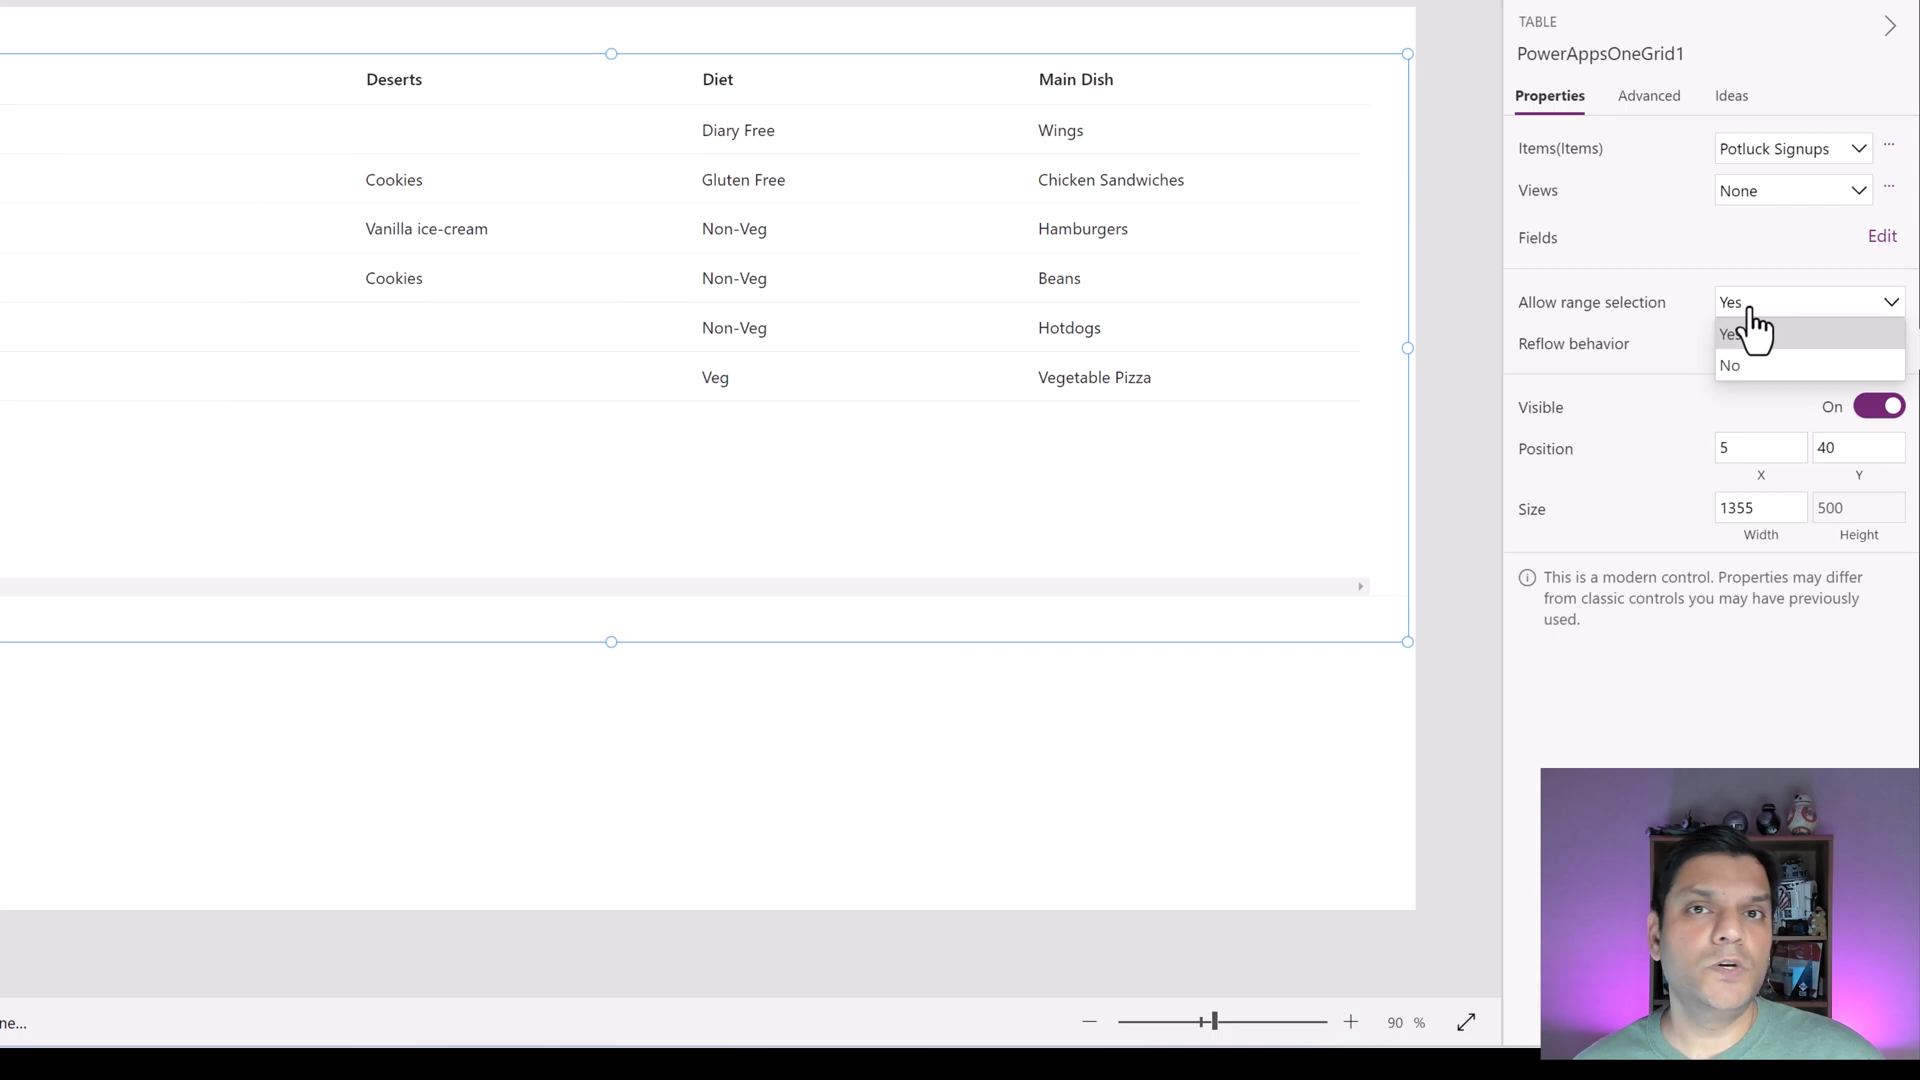 TABLE
PowerAppsOneGrid1
Properties Advanced Ideas
Items(Items) Potluck Signups ...
Views None ...
Fields Edit
Allow range selection Yes
Yes
Reflow behavior
No
Visible On
Position 5 40
X Y
Size 1355 500
Width Height
This is a modern control. Properties may differ
from classic controls you may have previously
used.
Deserts Diet Main Dish
Diary Free Wings
Cookies Gluten Free Chicken Sandwiches
Vanilla ice-cream Non-Veg Hamburgers
Cookies Non-Veg Beans
Non-Veg Hotdogs
Veg Vegetable Pizza
ne...
90 %